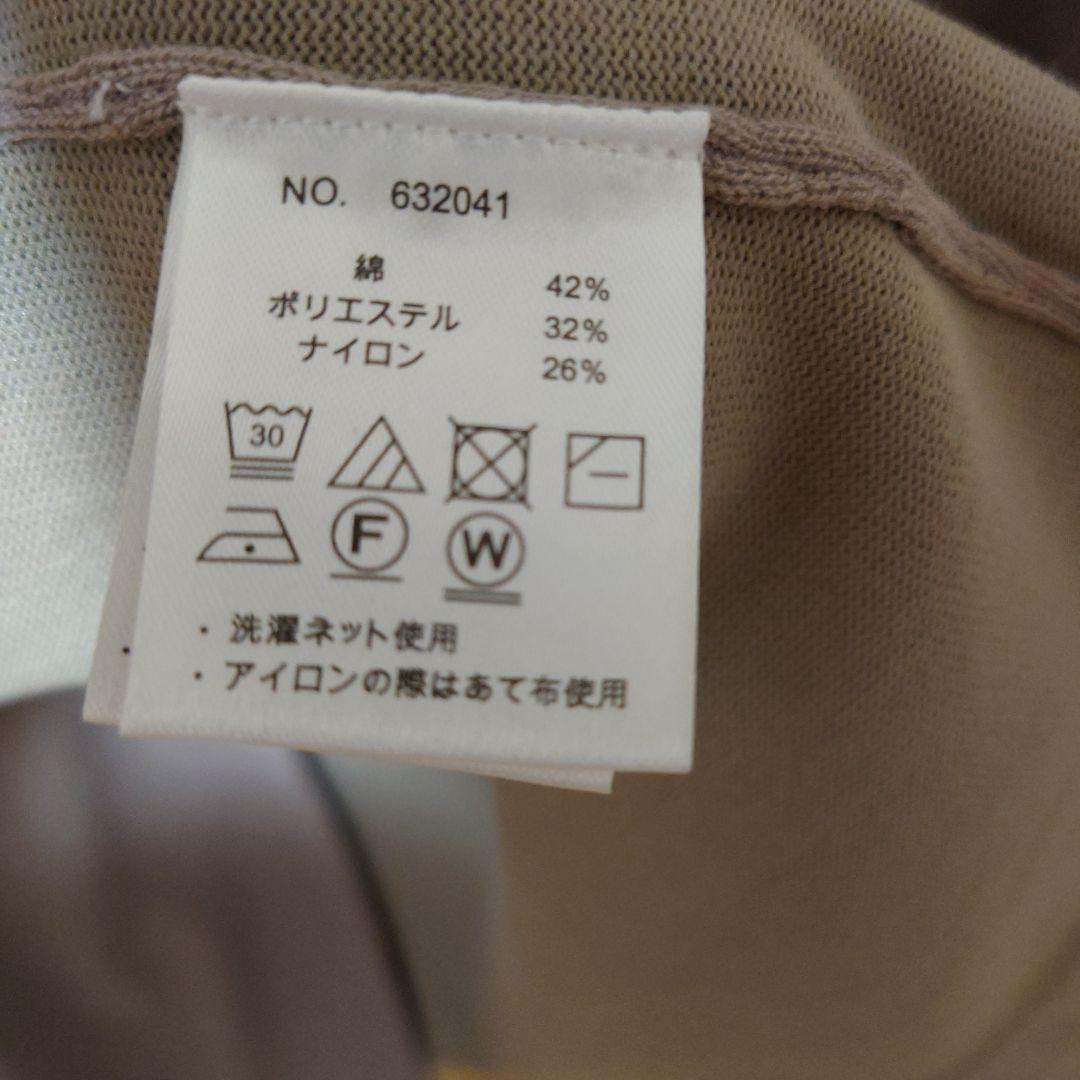 NO. 632041
綿 42%
ポリエステル 32%
ナイロン 26%
30
F
W
・洗濯ネット使用
・アイロンの際はあて布使用